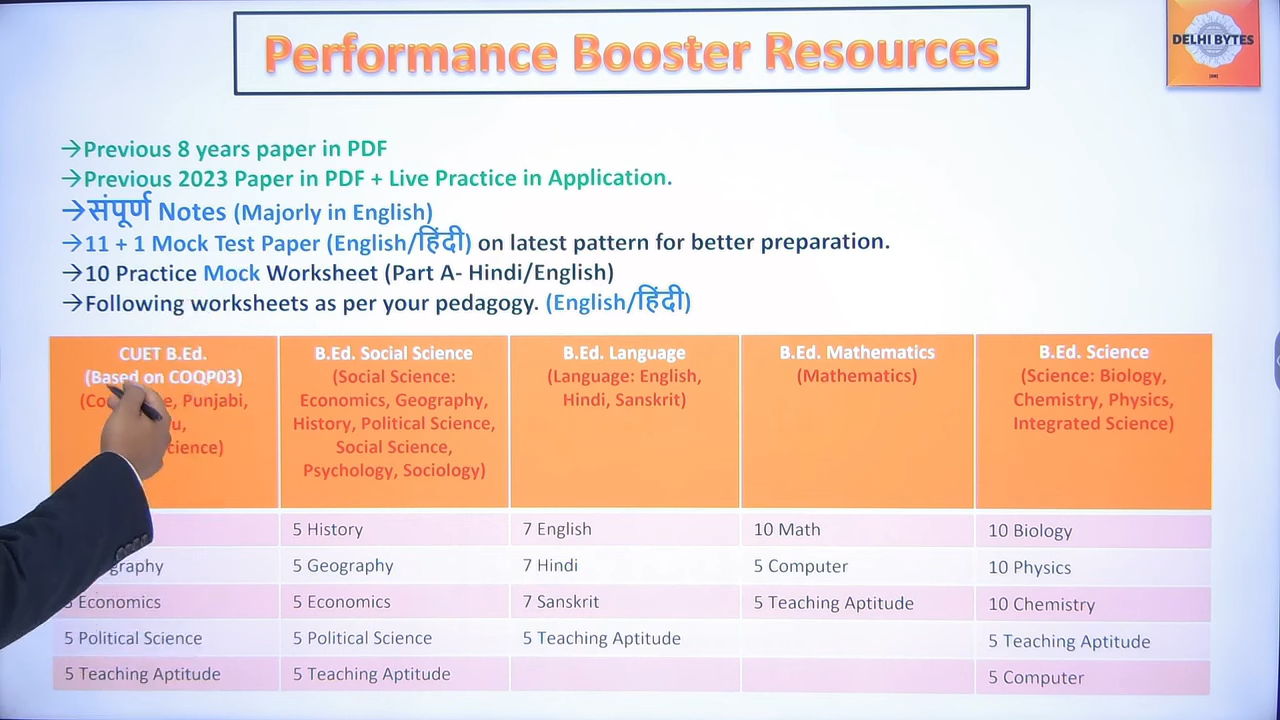 Performance Booster Resources
DELHI BYTES
→Previous 8 years paper in PDF
→Previous 2023 Paper in PDF + Live Practice in Application.
→संपूर्ण Notes (Majorly in English)
→11 + 1 Mock Test Paper (English/हिंदी) on latest pattern for better preparation.
→10 Practice Mock Worksheet (Part A- Hindi/English)
→Following worksheets as per your pedagogy. (English/हिंदी)
CUET B.Ed.
(Based on COQP03)
Punjabi,
B.Ed. Social Science
(Social Science:
Economics, Geography,
History, Political Science,
Social Science,
Psychology, Sociology)
B.Ed. Language
(Language: English,
Hindi, Sanskrit)
B.Ed. Mathematics
(Mathematics)
B.Ed. Science
(Science: Biology,
Chemistry, Physics,
Integrated Science)
5 History
7 English
10 Math
10 Biology
5 Geography
7 Hindi
5 Computer
10 Physics
Economics
5 Economics
7 Sanskrit
5 Teaching Aptitude
10 Chemistry
5 Political Science
5 Political Science
5 Teaching Aptitude
5 Teaching Aptitude
5 Teaching Aptitude
5 Teaching Aptitude
5 Computer